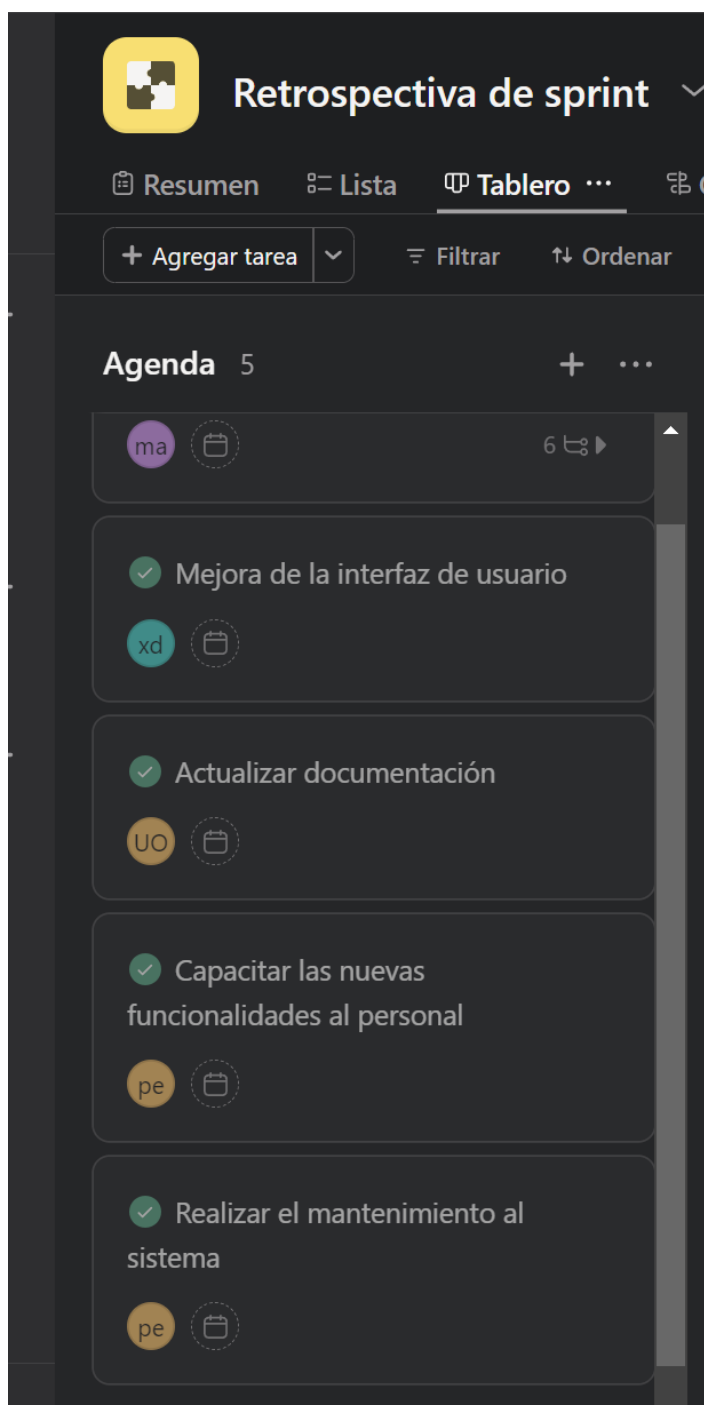 Retrospectiva de sprint
Resumen Lista Tablero ...
+ Agregar tarea Filtrar Ordenar
Agenda 5 + ...
ma 6
Mejora de la interfaz de usuario
xd
Actualizar documentación
UO
Capacitar las nuevas
funcionalidades al personal
pe
Realizar el mantenimiento al
sistema
pe